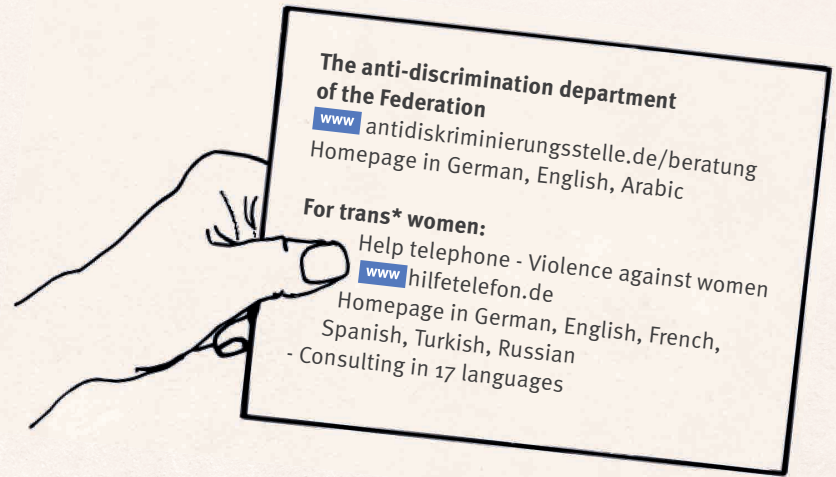 The anti-discrimination department
of the Federation
www antidiskriminierungsstelle.de/beratung
Homepage in German, English, Arabic
For trans* women:
Help telephone - Violence against women
www hilfetelefon.de
Homepage in German, English, French,
Spanish, Turkish, Russian
- Consulting in 17 languages